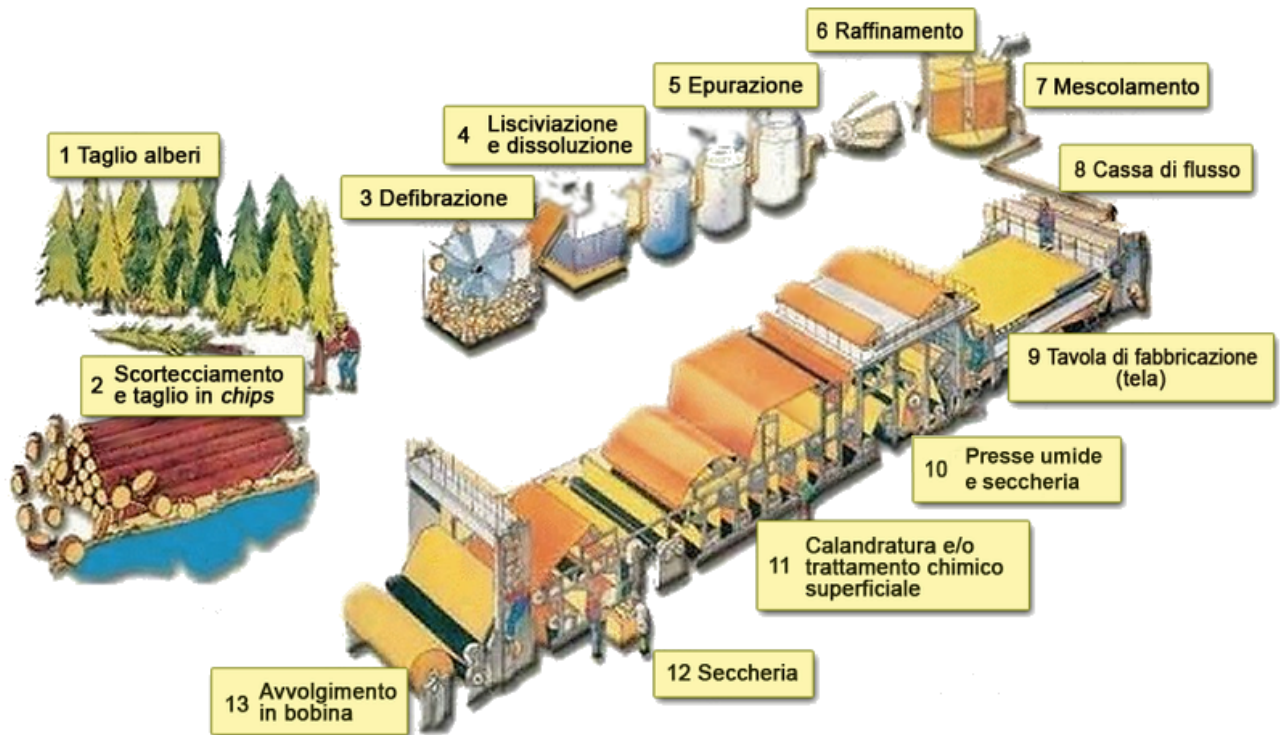 1 Taglio alberi
2 Scortecciamento
e taglio in chips
3 Defibrazione
4 Lisciviazione
e dissoluzione
5 Epurazione
6 Raffinamento
7 Mescolamento
8 Cassa di flusso
9 Tavola di fabbricazione
(tela)
10 Presse umide
e seccheria
11 Calandratura e/o
trattamento chimico
superficiale
12 Seccheria
13 Avvolgimento
in bobina